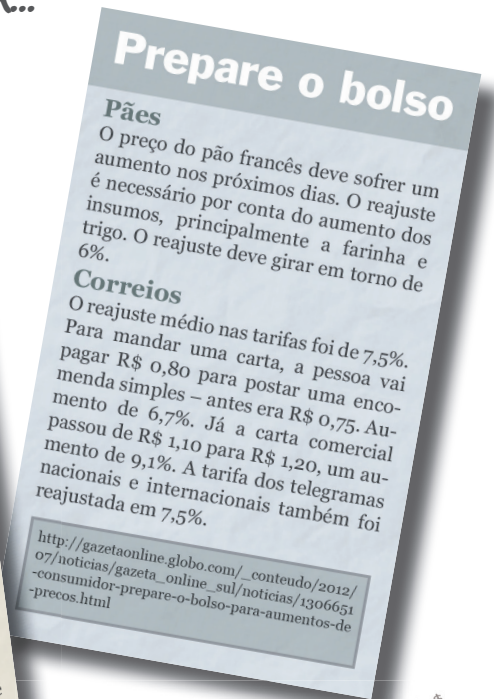 Prepare o bolso
Pães
O preço do pão francês deve sofrer um
aumento nos próximos dias. O reajuste
é necessário por conta do aumento dos
insumos, principalmente a farinha e
trigo. O reajuste deve girar em torno de
6%.
Correios
O reajuste médio nas tarifas foi de 7,5%.
Para mandar uma carta, a pessoa vai
pagar R$ 0,80 para postar uma enco-
menda simples – antes era R$ 0,75. Au-
mento de 6,7%. Já a carta comercial
passou de R$ 1,10 para R$ 1,20, um au-
mento de 9,1%. A tarifa dos telegramas
nacionais e internacionais também foi
reajustada em 7,5%.
http://gazetaonline.globo.com/_conteudo/2012/
07/noticias/gazeta_online_sul/noticias/1306651
-consumidor-prepare-o-bolso-para-aumentos-de
-precos.html